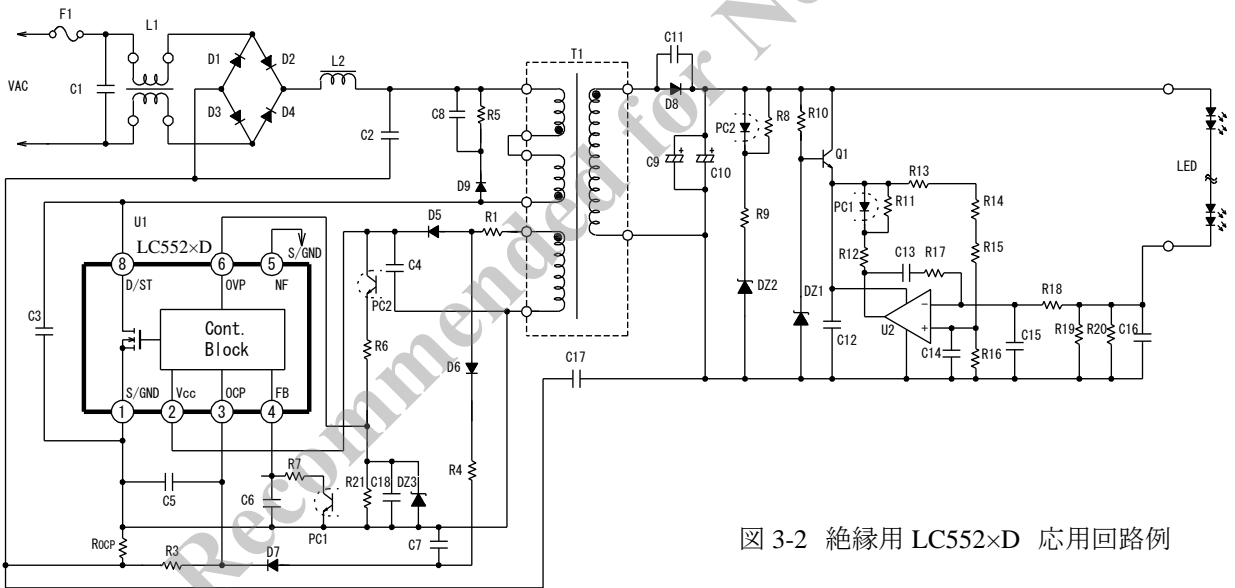 F1
L1
VAC
C1
D1
D2
D3
D4
L2
C2
C8
R5
D9
T1
C11
D8
C9
+
+
C10
PC2
R8
R9
DZ2
R10
Q1
DZ1
PC1
R11
R12
R13
R14
R15
C13
R17
U2
−
+
C12
C14
R16
C15
R18
R19
R20
C16
LED
U1
LC552×D
S/GND
8
6
5
D/ST
OVP
NF
Cont.
Block
S/GND
Vcc
OCP
FB
1
2
3
4
C3
D5
R1
C4
PC2
R6
D6
R4
C17
C5
C6
R7
PC1
R21
C18
DZ3
C7
ROCP
R3
D7
Recommended for N
図 3-2 絶縁用 LC552×D 応用回路例